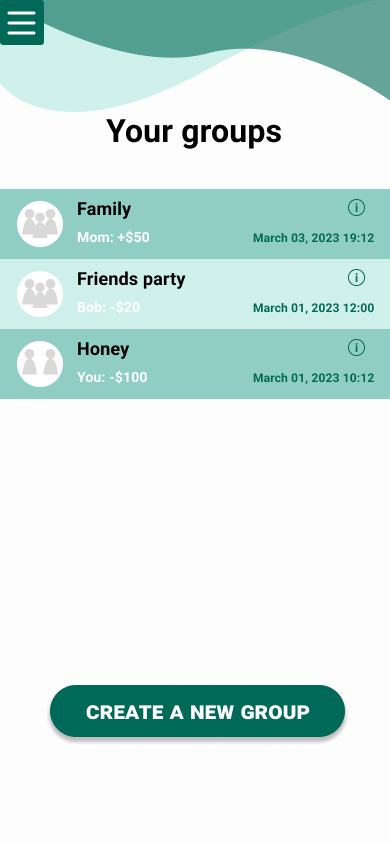 Your groups
Family
Mom: +$50
March 03, 2023 19:12
Friends party
Bob: -$20
March 01, 2023 12:00
Honey
You: -$100
March 01, 2023 10:12
CREATE A NEW GROUP